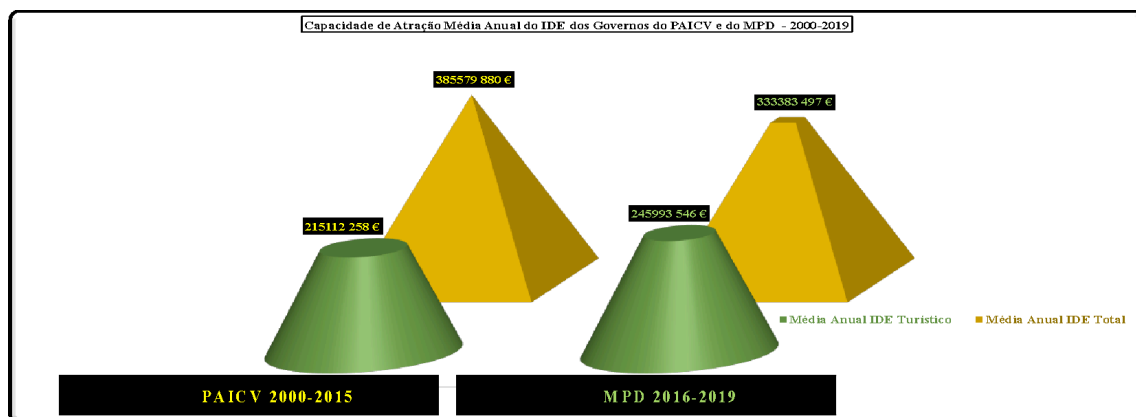 Capacidade de Atração Média Anual do IDE dos Governos do PAICV e do MPD - 2000-2019
385579 880 €
333383 497 €
215112 258 €
245993 546 €
Média Anual IDE Turístico
Média Anual IDE Total
PAICV 2000-2015
MPD 2016-2019